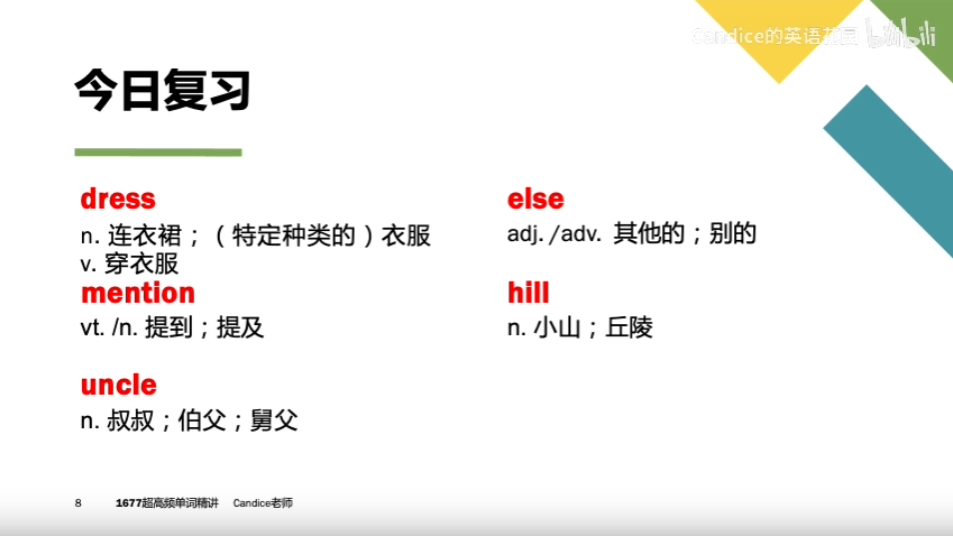 Candice的英语花园 bilibili
今日复习
dress
n. 连衣裙；（特定种类的）衣服
v. 穿衣服
mention
vt. /n. 提到；提及
uncle
n. 叔叔；伯父；舅父
else
adj. /adv. 其他的；别的
hill
n. 小山；丘陵
8 1677超高频单词精讲 Candice老师